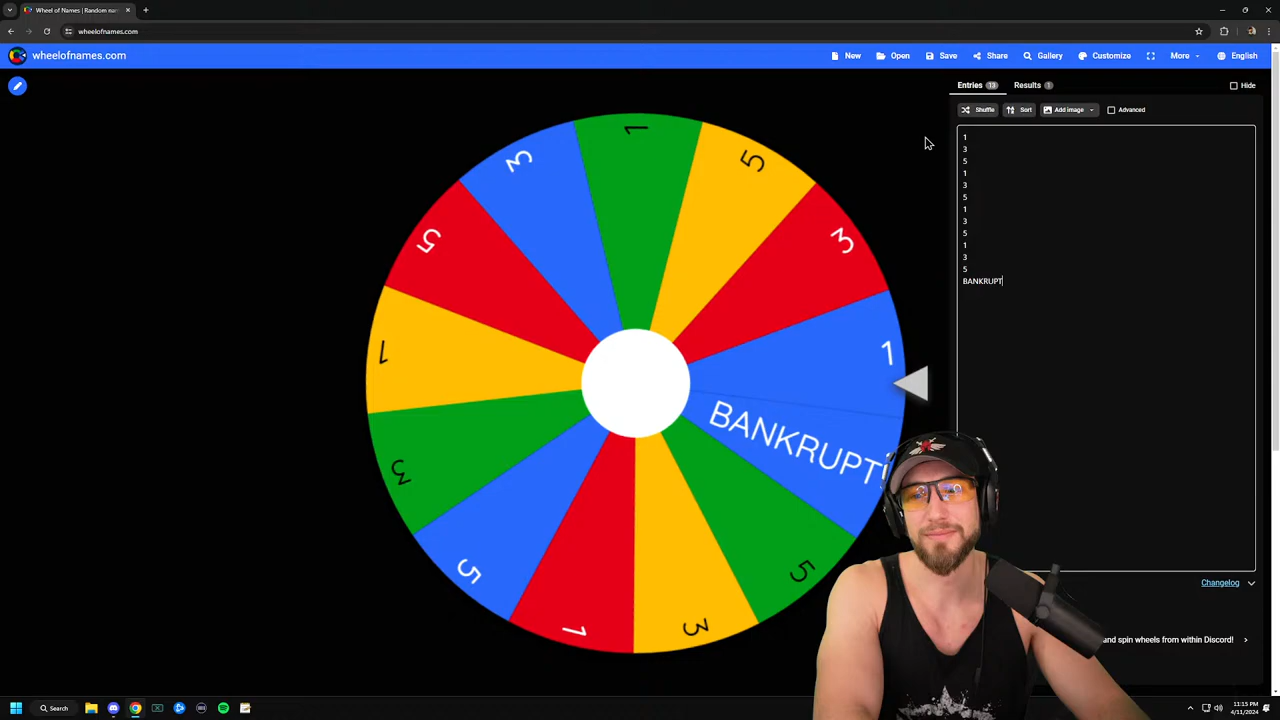 Wheel of Names | Random na
wheelofnames.com
wheelofnames.com
New
Open
Save
Share
Gallery
Customize
More
English
Entries 13
Results 1
Hide
Shuffle
Sort
Add image
Advanced
1
3
5
1
3
5
1
3
5
1
3
5
BANKRUPT
1
5
3
1
BANKRUPT!
5
3
1
5
3
1
5
3
Changelog
and spin wheels from within Discord!
Search
11:15 PM
4/11/2024